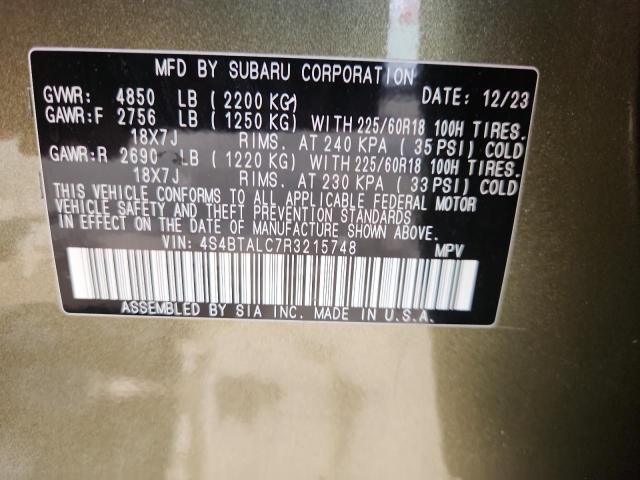 MFD BY SUBARU CORPORATION
GVWR: 4850 LB ( 2200 KG) DATE: 12/23
GAWR:F 2756 LB ( 1250 KG) WITH 225/60R18 100H TIRES.
18X7J RIMS. AT 240 KPA ( 35 PSI) COLD
GAWR:R 2690 LB ( 1220 KG) WITH 225/60R18 100H TIRES.
18X7J RIMS. AT 230 KPA ( 33 PSI) COLD
THIS VEHICLE CONFORMS TO ALL APPLICABLE FEDERAL MOTOR
VEHICLE SAFETY AND THEFT PREVENTION STANDARDS
IN EFFECT ON THE DATE OF MANUFACTURE SHOWN ABOVE.
VIN: 4S4BTALC7R3215748 MPV
ASSEMBLED BY SIA INC. MADE IN U.S.A.